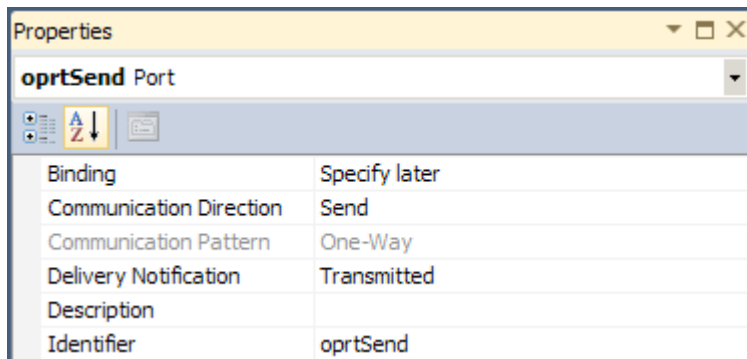 Properties
oprtSend Port
A
Z
Binding Specify later
Communication Direction Send
Communication Pattern One-Way
Delivery Notification Transmitted
Description
Identifier oprtSend